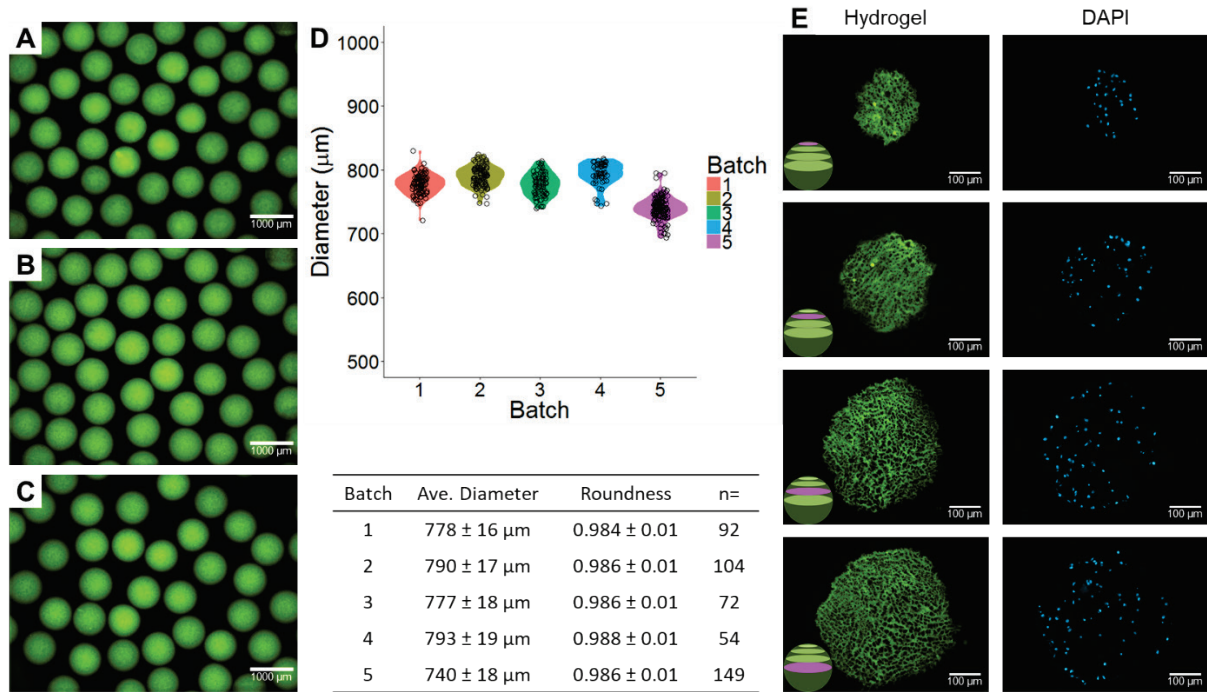 A
1000 µm
B
1000 µm
C
1000 µm
D
Diameter (µm)
1000
900
800
700
600
500
1 2 3 4 5
Batch
Batch
1
2
3
4
5
Batch Ave. Diameter Roundness n=
1 778 ± 16 µm 0.984 ± 0.01 92
2 790 ± 17 µm 0.986 ± 0.01 104
3 777 ± 18 µm 0.986 ± 0.01 72
4 793 ± 19 µm 0.988 ± 0.01 54
5 740 ± 18 µm 0.986 ± 0.01 149
E
Hydrogel DAPI
100 µm 100 µm
100 µm 100 µm
100 µm 100 µm
100 µm 100 µm